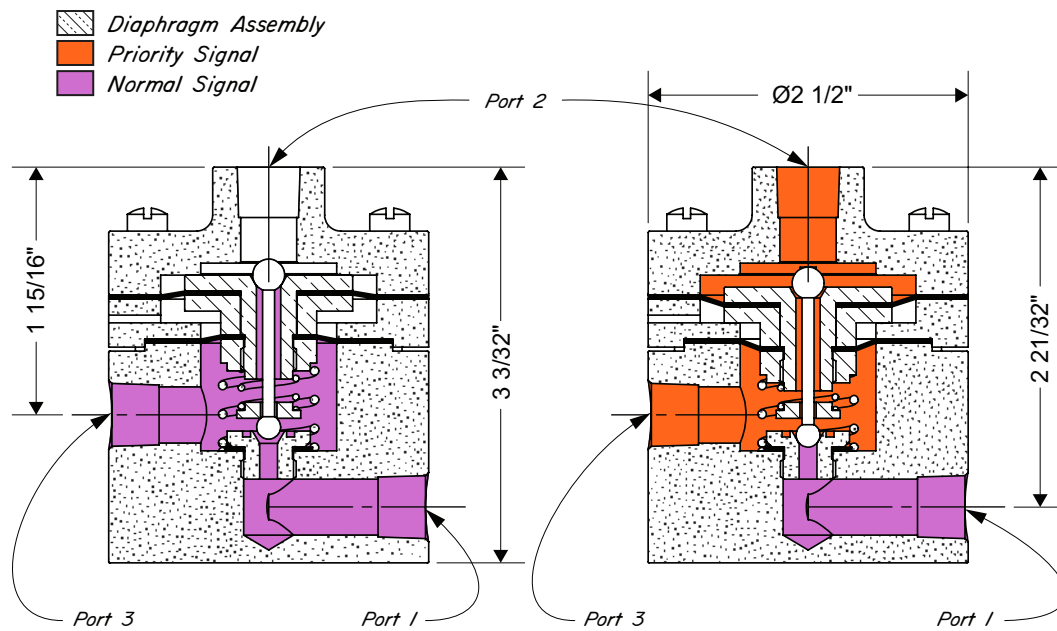 Diaphragm Assembly
Priority Signal
Normal Signal
Port 2
Ø2 1/2"
1 15/16"
3 3/32"
2 21/32"
Port 3
Port 1
Port 3
Port 1